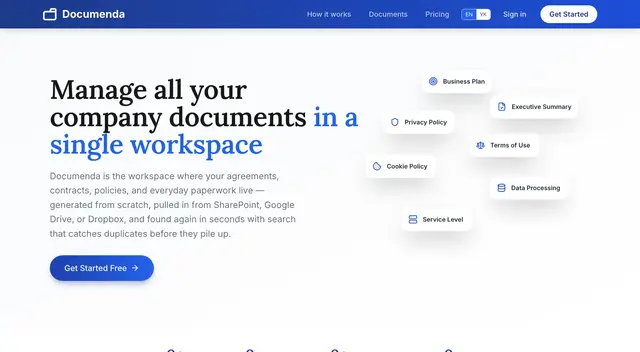 Documenda
How it works
Documents
Pricing
EN
УК
Sign in
Get Started
Manage all your
company documents in a
single workspace
Documenda is the workspace where your agreements,
contracts, policies, and everyday paperwork live —
generated from scratch, pulled in from SharePoint, Google
Drive, or Dropbox, and found again in seconds with search
that catches duplicates before they pile up.
Get Started Free →
Business Plan
Executive Summary
Privacy Policy
Terms of Use
Cookie Policy
Data Processing
Service Level